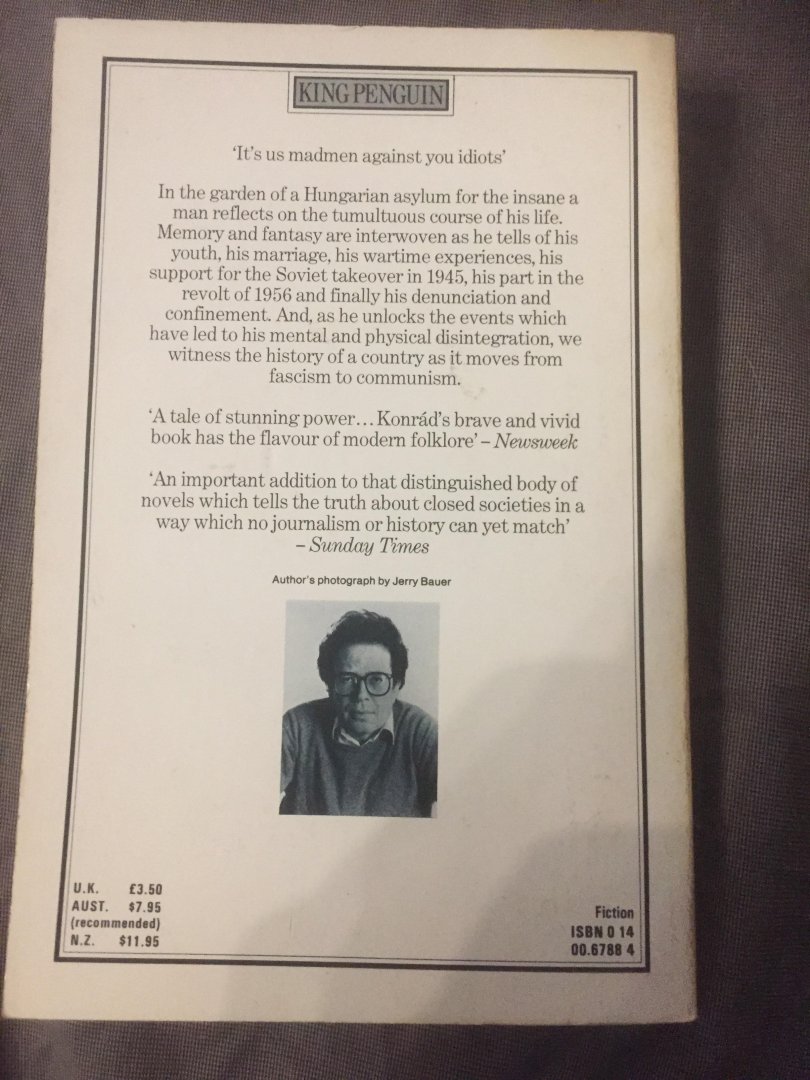 KING PENGUIN
‘It's us madmen against you idiots’
In the garden of a Hungarian asylum for the insane a
man reflects on the tumultuous course of his life.
Memory and fantasy are interwoven as he tells of his
youth, his marriage, his wartime experiences, his
support for the Soviet takeover in 1945, his part in the
revolt of 1956 and finally his denunciation and
confinement. And, as he unlocks the events which
have led to his mental and physical disintegration, we
witness the history of a country as it moves from
fascism to communism.
‘A tale of stunning power... Konrád's brave and vivid
book has the flavour of modern folklore’ – Newsweek
‘An important addition to that distinguished body of
novels which tells the truth about closed societies in a
way which no journalism or history can yet match’
– Sunday Times
Author's photograph by Jerry Bauer
U.K. £3.50
AUST. $7.95
(recommended)
N.Z. $11.95
Fiction
ISBN 0 14
00.6788 4